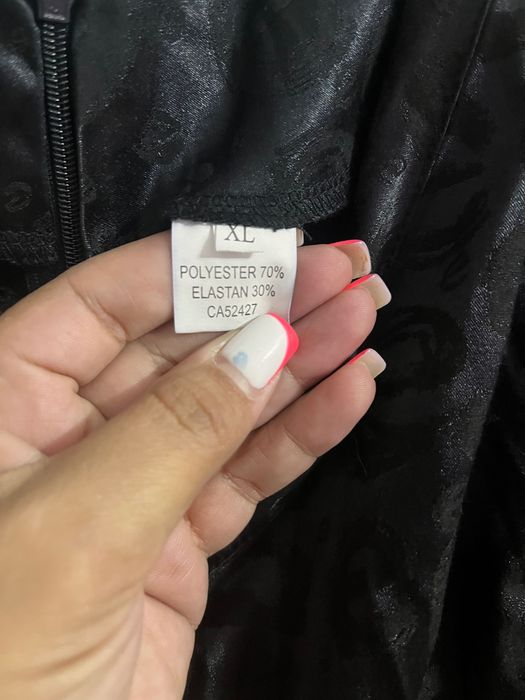 XL
POLYESTER 70%
ELASTAN 30%
CA52427